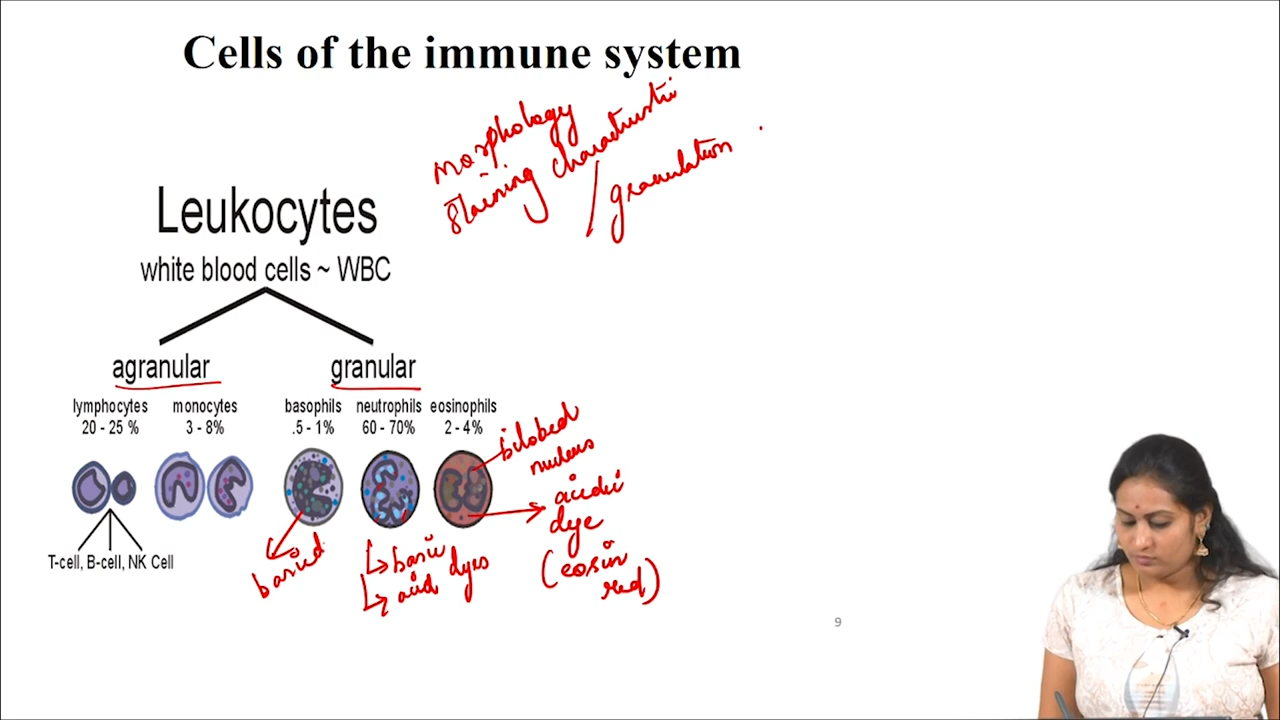 Cells of the immune system
morphology
staining characteristic
/ granulation
Leukocytes
white blood cells ~ WBC
agranular
granular
lymphocytes
20 - 25 %
monocytes
3 - 8%
basophils
.5 - 1%
neutrophils
60 - 70%
eosinophils
2 - 4%
T-cell, B-cell, NK Cell
bilobed
nucleus
acidic
dye
(eosin
red)
basic
acid dyes
9